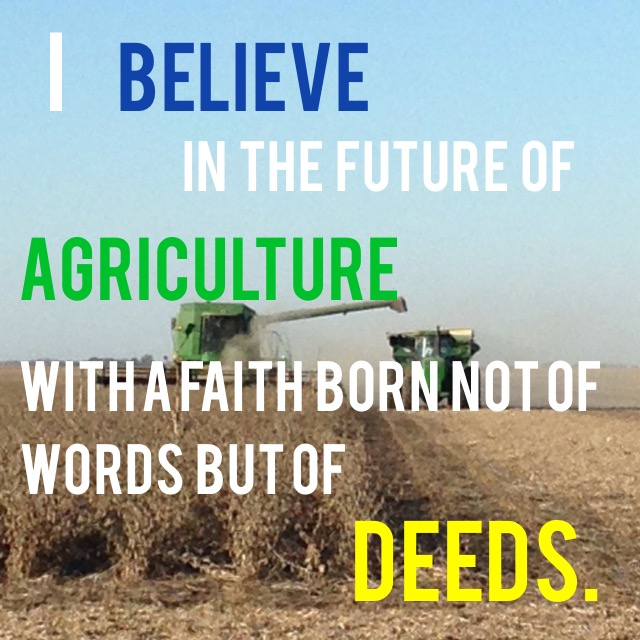 I BELIEVE
IN THE FUTURE OF
AGRICULTURE
WITH A FAITH BORN NOT OF
WORDS BUT OF
DEEDS.